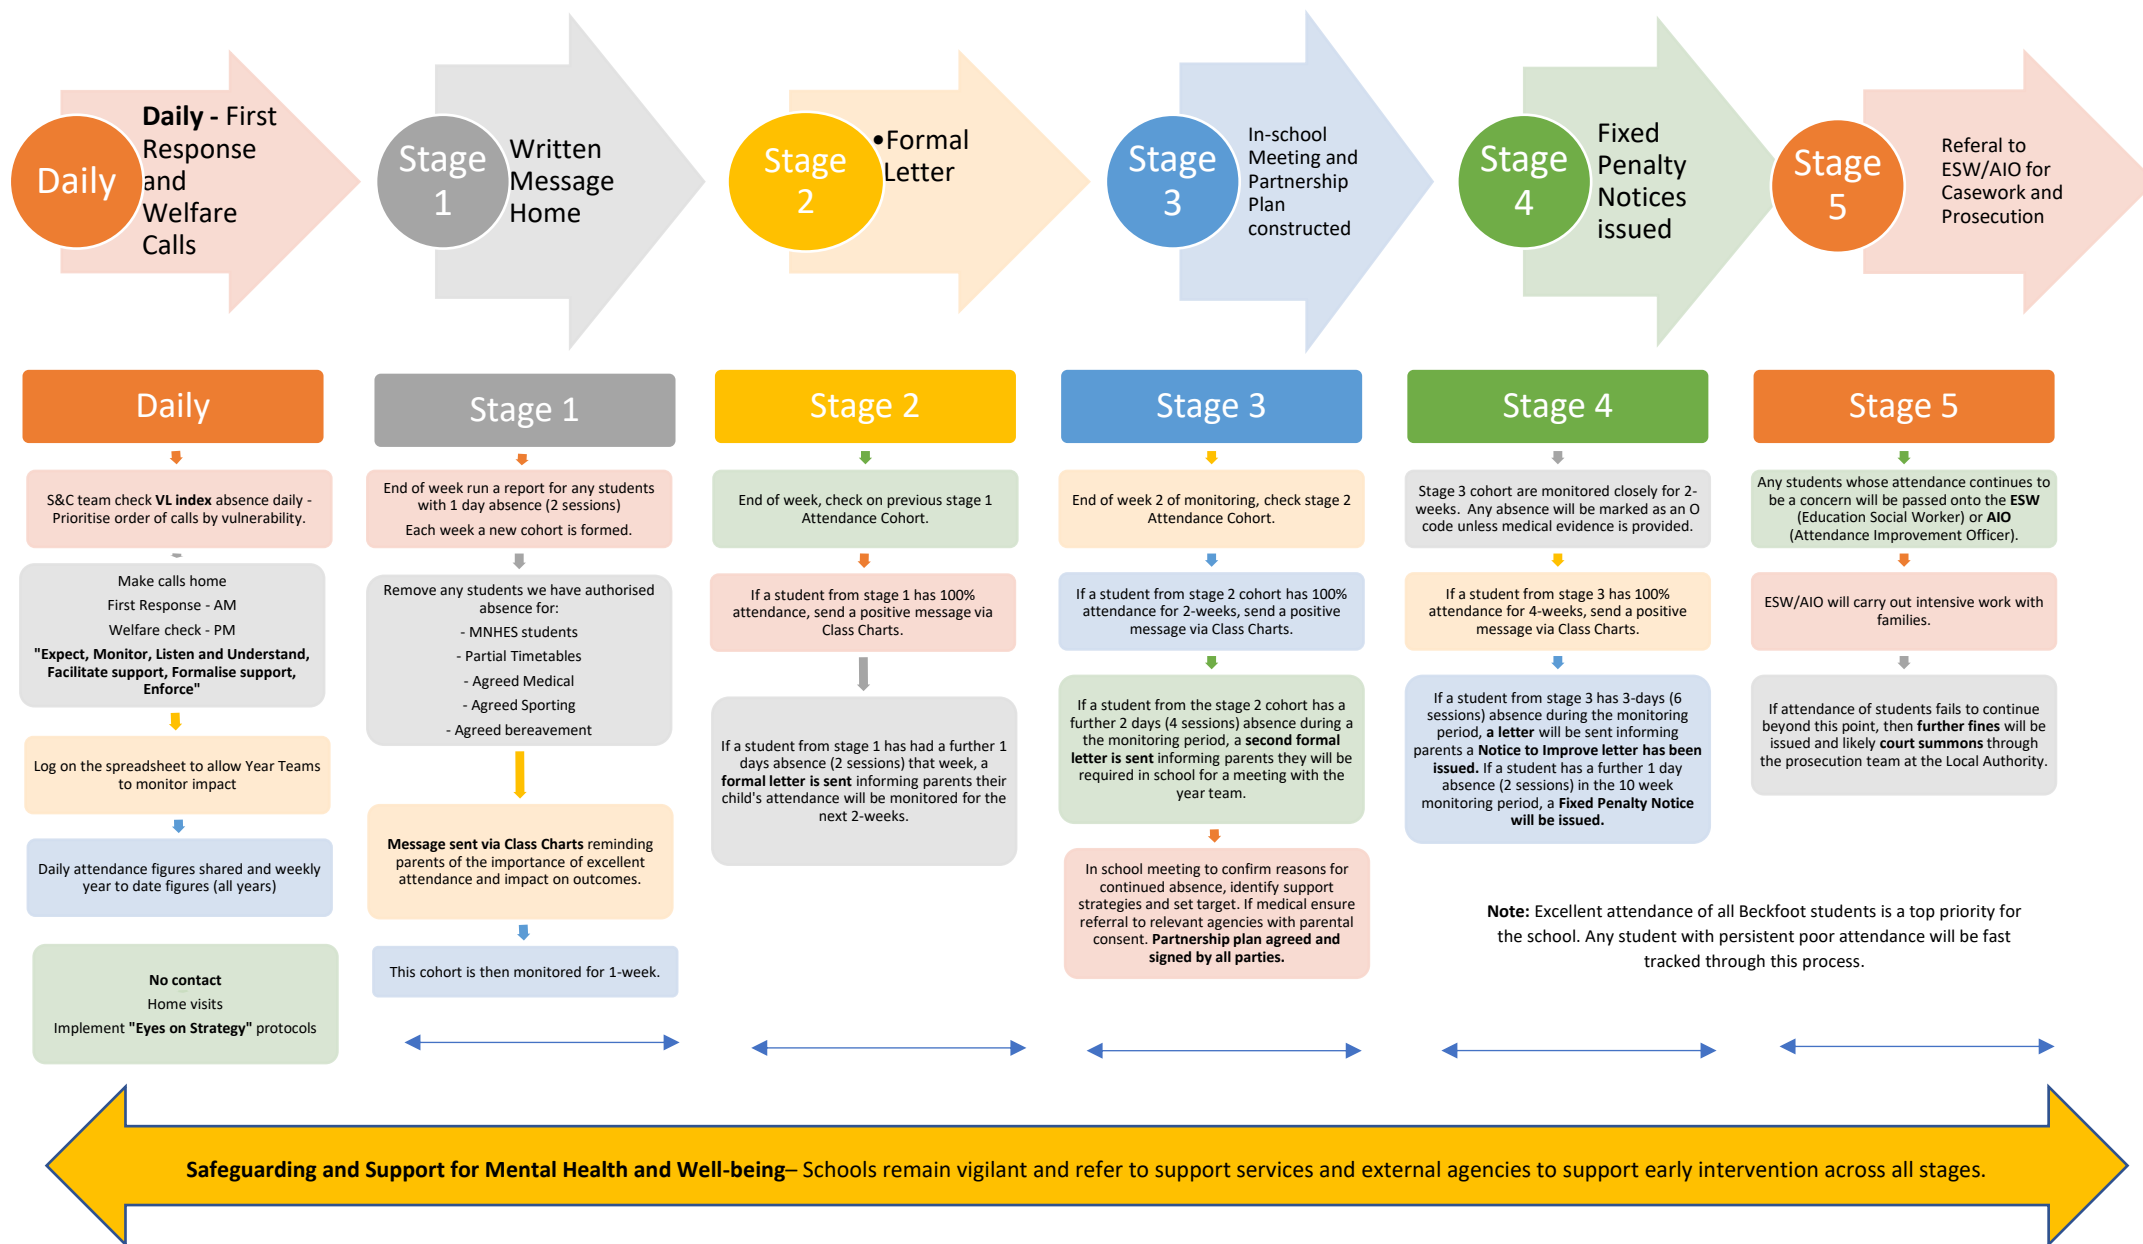 Daily
Daily - First
Response
and
Welfare
Calls
Stage
1
Written
Message
Home
Stage
2
•Formal
Letter
Stage
3
In-school
Meeting and
Partnership
Plan
constructed
Stage
4
Fixed
Penalty
Notices
issued
Stage
5
Referal to
ESW/AIO for
Casework and
Prosecution
Daily
S&C team check VL index absence daily -
Prioritise order of calls by vulnerability.
Make calls home
First Response - AM
Welfare check - PM
"Expect, Monitor, Listen and Understand,
Facilitate support, Formalise support,
Enforce"
Log on the spreadsheet to allow Year Teams
to monitor impact
Daily attendance figures shared and weekly
year to date figures (all years)
No contact
Home visits
Implement "Eyes on Strategy" protocols
Stage 1
End of week run a report for any students
with 1 day absence (2 sessions)
Each week a new cohort is formed.
Remove any students we have authorised
absence for:
- MNHES students
- Partial Timetables
- Agreed Medical
- Agreed Sporting
- Agreed bereavement
Message sent via Class Charts reminding
parents of the importance of excellent
attendance and impact on outcomes.
This cohort is then monitored for 1-week.
Stage 2
End of week, check on previous stage 1
Attendance Cohort.
If a student from stage 1 has 100%
attendance, send a positive message via
Class Charts.
If a student from stage 1 has had a further 1
days absence (2 sessions) that week, a
formal letter is sent informing parents their
child's attendance will be monitored for the
next 2-weeks.
Stage 3
End of week 2 of monitoring, check stage 2
Attendance Cohort.
If a student from stage 2 cohort has 100%
attendance for 2-weeks, send a positive
message via Class Charts.
If a student from the stage 2 cohort has a
further 2 days (4 sessions) absence during a
the monitoring period, a second formal
letter is sent informing parents they will be
required in school for a meeting with the
year team.
In school meeting to confirm reasons for
continued absence, identify support
strategies and set target. If medical ensure
referral to relevant agencies with parental
consent. Partnership plan agreed and
signed by all parties.
Stage 4
Stage 3 cohort are monitored closely for 2-
weeks. Any absence will be marked as an O
code unless medical evidence is provided.
If a student from stage 3 has 100%
attendance for 4-weeks, send a positive
message via Class Charts.
If a student from stage 3 has 3-days (6
sessions) absence during the monitoring
period, a letter will be sent informing
parents a Notice to Improve letter has been
issued. If a student has a further 1 day
absence (2 sessions) in the 10 week
monitoring period, a Fixed Penalty Notice
will be issued.
Stage 5
Any students whose attendance continues to
be a concern will be passed onto the ESW
(Education Social Worker) or AIO
(Attendance Improvement Officer).
ESW/AIO will carry out intensive work with
families.
If attendance of students fails to continue
beyond this point, then further fines will be
issued and likely court summons through
the prosecution team at the Local Authority.
Note: Excellent attendance of all Beckfoot students is a top priority for
the school. Any student with persistent poor attendance will be fast
tracked through this process.
Safeguarding and Support for Mental Health and Well-being– Schools remain vigilant and refer to support services and external agencies to support early intervention across all stages.